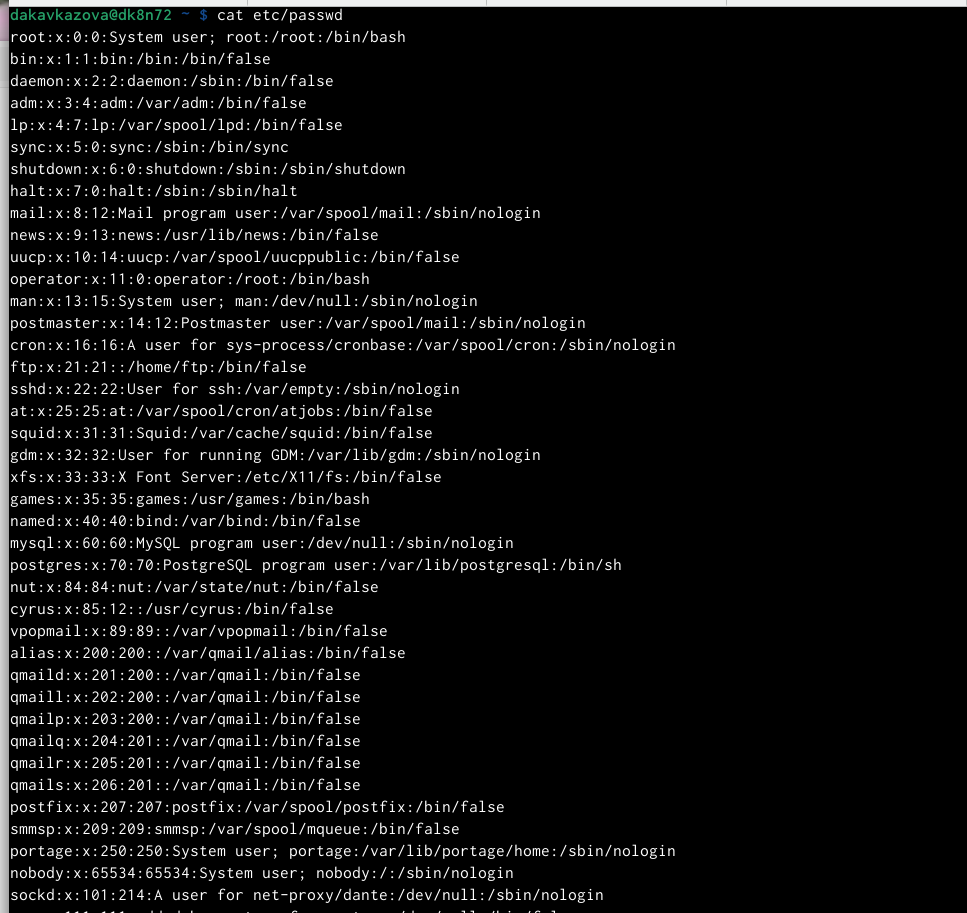 dakavkazova@dk8n72 ~ $ cat etc/passwd
root:x:0:0:System user; root:/root:/bin/bash
bin:x:1:1:bin:/bin:/bin/false
daemon:x:2:2:daemon:/sbin:/bin/false
adm:x:3:4:adm:/var/adm:/bin/false
lp:x:4:7:lp:/var/spool/lpd:/bin/false
sync:x:5:0:sync:/sbin:/bin/sync
shutdown:x:6:0:shutdown:/sbin:/sbin/shutdown
halt:x:7:0:halt:/sbin:/sbin/halt
mail:x:8:12:Mail program user:/var/spool/mail:/sbin/nologin
news:x:9:13:news:/usr/lib/news:/bin/false
uucp:x:10:14:uucp:/var/spool/uucppublic:/bin/false
operator:x:11:0:operator:/root:/bin/bash
man:x:13:15:System user; man:/dev/null:/sbin/nologin
postmaster:x:14:12:Postmaster user:/var/spool/mail:/sbin/nologin
cron:x:16:16:A user for sys-process/cronbase:/var/spool/cron:/sbin/nologin
ftp:x:21:21::/home/ftp:/bin/false
sshd:x:22:22:User for ssh:/var/empty:/sbin/nologin
at:x:25:25:at:/var/spool/cron/atjobs:/bin/false
squid:x:31:31:Squid:/var/cache/squid:/bin/false
gdm:x:32:32:User for running GDM:/var/lib/gdm:/sbin/nologin
xfs:x:33:33:X Font Server:/etc/X11/fs:/bin/false
games:x:35:35:games:/usr/games:/bin/bash
named:x:40:40:bind:/var/bind:/bin/false
mysql:x:60:60:MySQL program user:/dev/null:/sbin/nologin
postgres:x:70:70:PostgreSQL program user:/var/lib/postgresql:/bin/sh
nut:x:84:84:nut:/var/state/nut:/bin/false
cyrus:x:85:12::/usr/cyrus:/bin/false
vpopmail:x:89:89::/var/vpopmail:/bin/false
alias:x:200:200::/var/qmail/alias:/bin/false
qmaild:x:201:200::/var/qmail:/bin/false
qmaill:x:202:200::/var/qmail:/bin/false
qmailp:x:203:200::/var/qmail:/bin/false
qmailq:x:204:201::/var/qmail:/bin/false
qmailr:x:205:201::/var/qmail:/bin/false
qmails:x:206:201::/var/qmail:/bin/false
postfix:x:207:207:postfix:/var/spool/postfix:/bin/false
smmsp:x:209:209:smmsp:/var/spool/mqueue:/bin/false
portage:x:250:250:System user; portage:/var/lib/portage/home:/sbin/nologin
nobody:x:65534:65534:System user; nobody:/:/sbin/nologin
sockd:x:101:214:A user for net-proxy/dante:/dev/null:/sbin/nologin